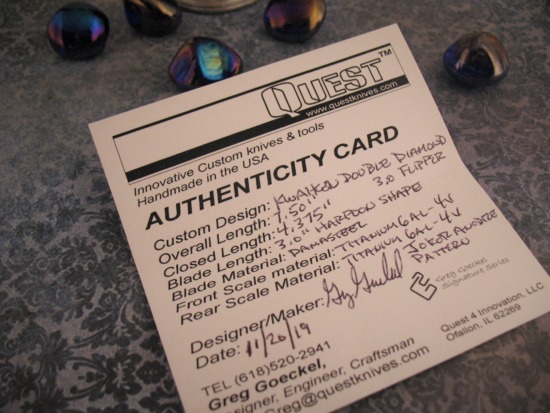 QUEST™
www.questknives.com
Innovative Custom knives & tools
Handmade in the USA
AUTHENTICITY CARD
Custom Design: KWAIKEN DOUBLE DIAMOND
Overall Length: 7.50" 3.0 FLIPPER
Closed Length: 4.375"
Blade Length: 3.0" HARPOON SHAPE
Blade Material: DAMASTEEL
Front Scale Material: TITANIUM 6AL-4V
Rear Scale Material: TITANIUM 6AL-4V
JOKER ANODIZE
PATTERN
Greg Goeckel
Signature Series
Designer/Maker:
Date: 11/20/19
TEL (618)520-2941
Greg Goeckel,
Designer, Engineer, Craftsman
Greg@questknives.com
Quest 4 Innovation, LLC
Ofallon, IL 62269